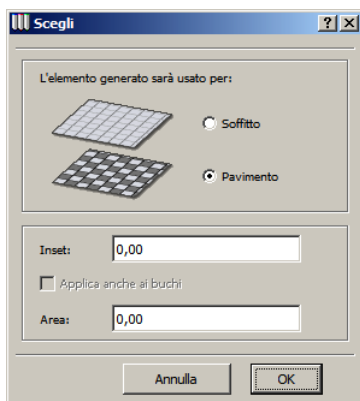 Scegli
L'elemento generato sarà usato per:
Soffitto
Pavimento
Inset: 0,00
Applica anche ai buchi
Area: 0,00
Annulla OK